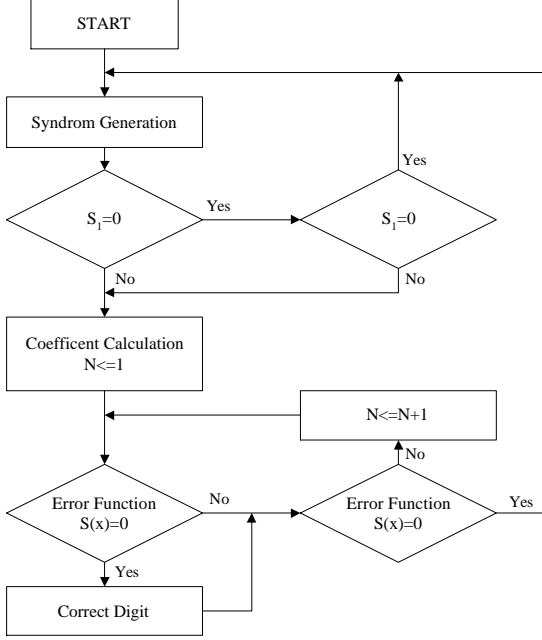 START
Syndrom Generation
Yes
S₁=0
Yes
S₁=0
No
No
Coefficent Calculation
N<=1
N<=N+1
No
Error Function
S(x)=0
No
Error Function
S(x)=0
Yes
Yes
Correct Digit